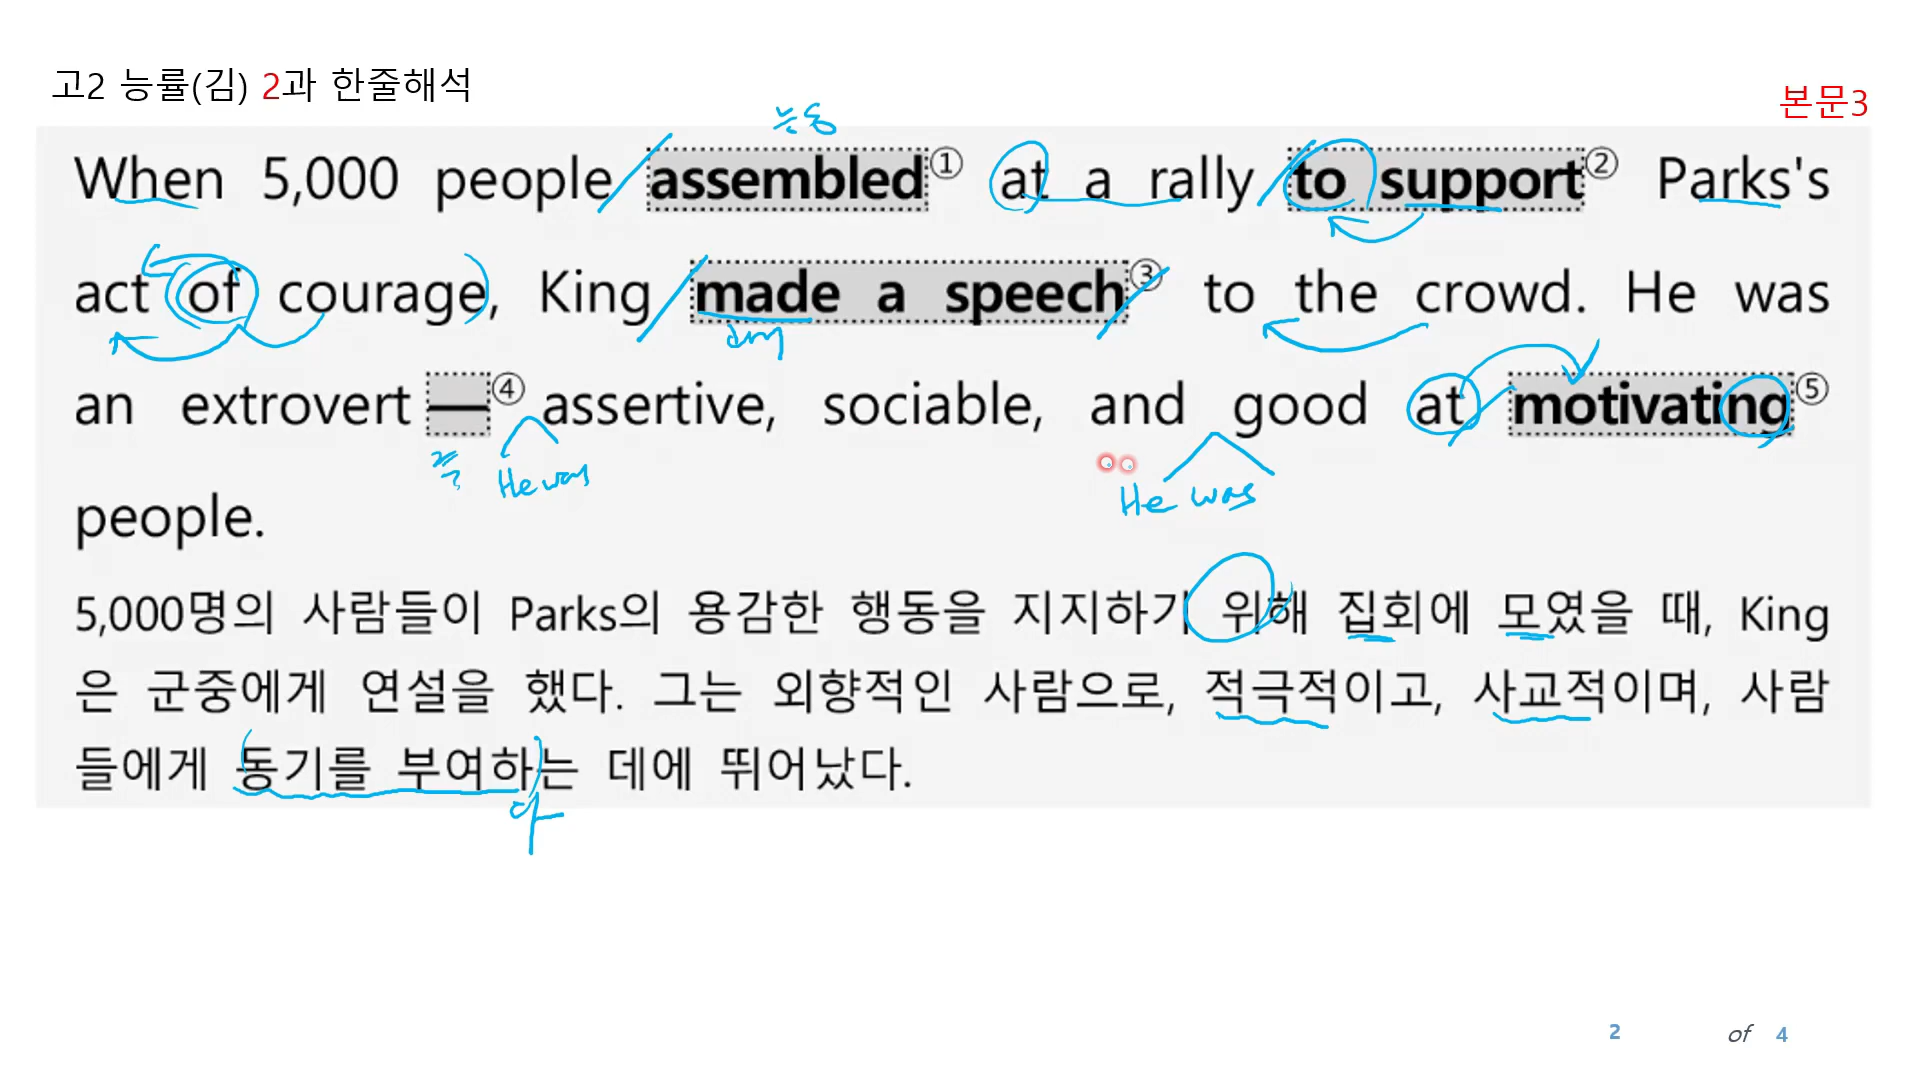 고2 능률(김) 2과 한줄해석
본문3
능동
When 5,000 people assembled① at a rally to support② Parks's
act of courage, King made a speech③ to the crowd. He was
an extrovert —④ assertive, sociable, and good at motivating⑤
즉
He was
He was
people.
5,000명의 사람들이 Parks의 용감한 행동을 지지하기 위해 집회에 모였을 때, King
은 군중에게 연설을 했다. 그는 외향적인 사람으로, 적극적이고, 사교적이며, 사람
들에게 동기를 부여하는 데에 뛰어났다.
2 of 4